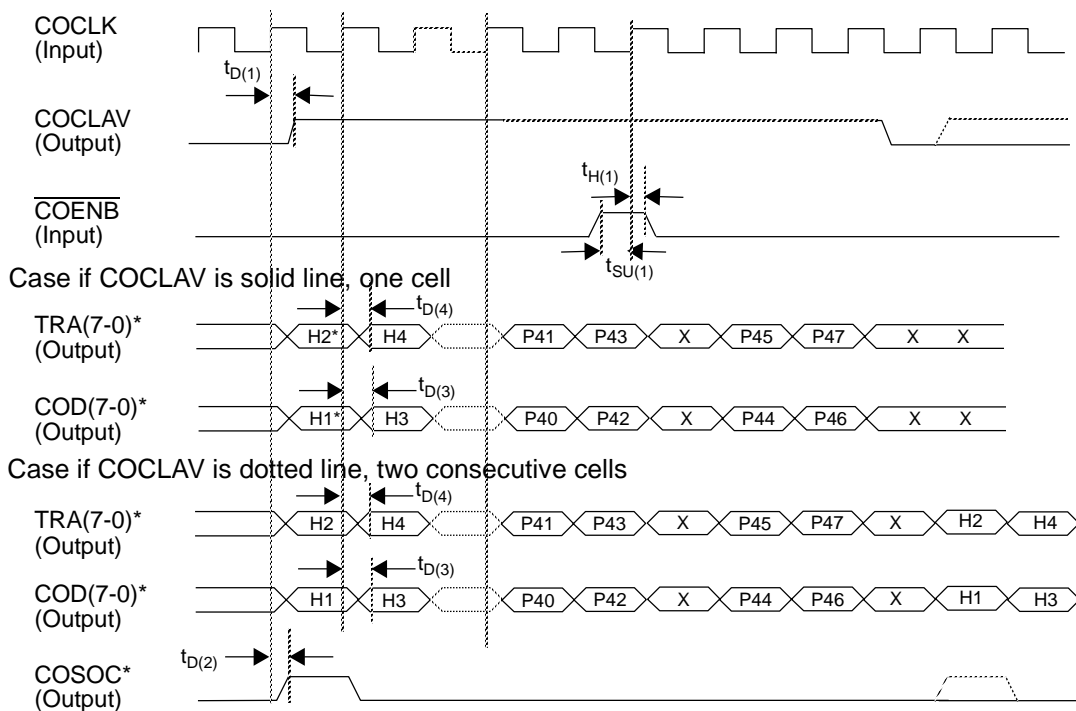 COCLK
(Input)
tD(1)
COCLAV
(Output)
tH(1)
COENB
(Input)
tSU(1)
Case if COCLAV is solid line, one cell
tD(4)
TRA(7-0)* H2* H4 P41 P43 X P45 P47 X X
(Output)
tD(3)
COD(7-0)* H1* H3 P40 P42 X P44 P46 X X
(Output)
Case if COCLAV is dotted line, two consecutive cells
tD(4)
TRA(7-0)* H2 H4 P41 P43 X P45 P47 X H2 H4
(Output)
tD(3)
COD(7-0)* H1 H3 P40 P42 X P44 P46 X H1 H3
(Output)
tD(2)
COSOC*
(Output)